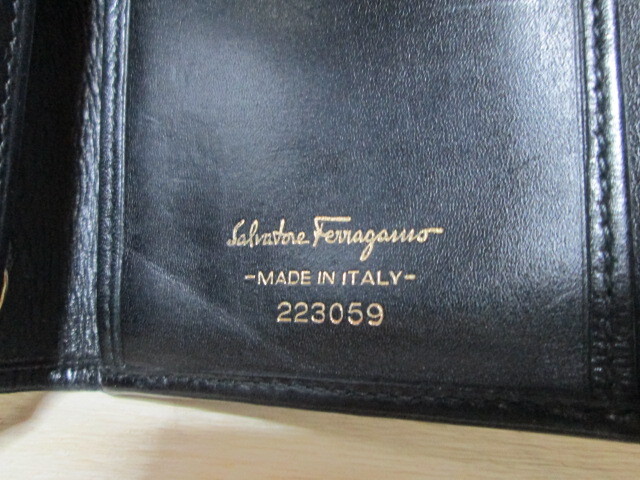 Salvatore Ferragamo
-MADE IN ITALY-
223059